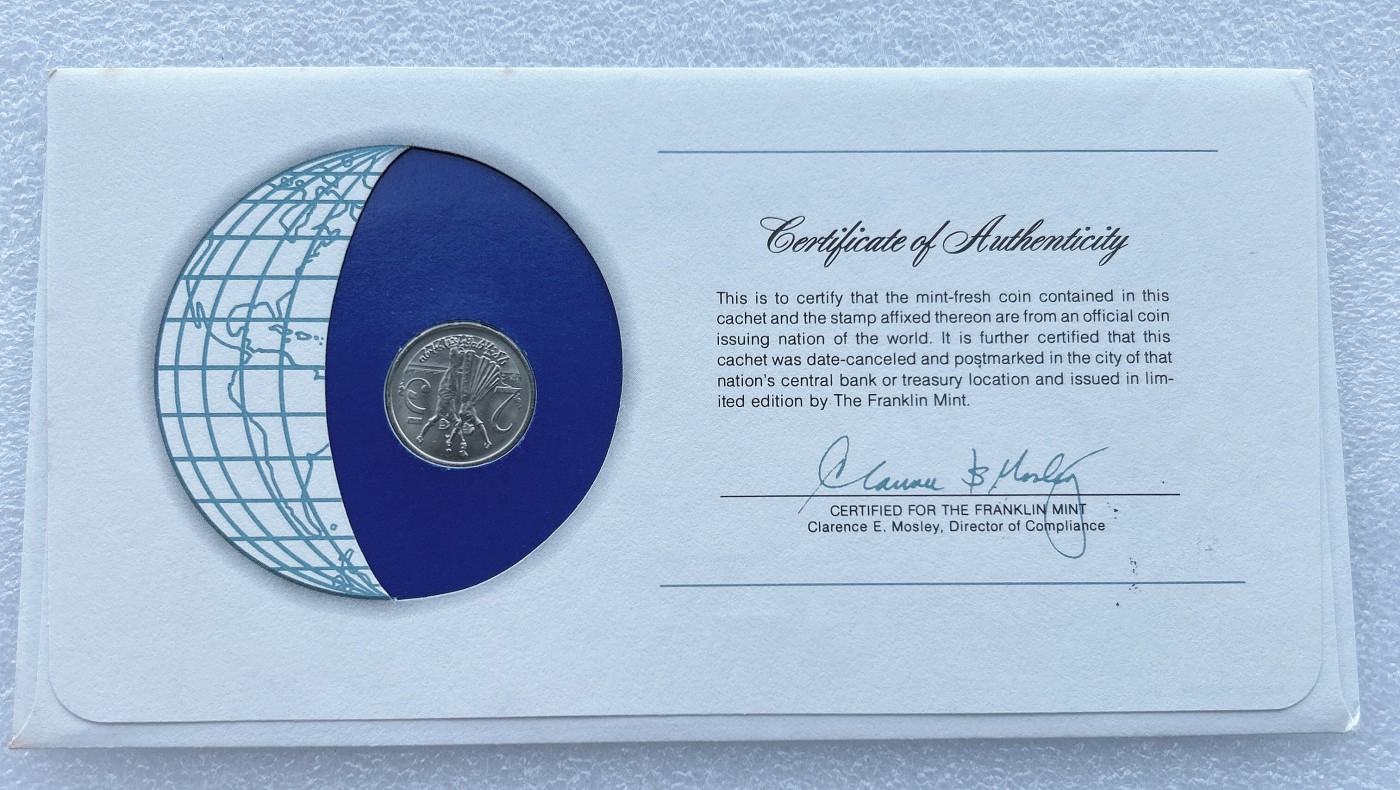 Certificate of Authenticity
This is to certify that the mint-fresh coin contained in this
cachet and the stamp affixed thereon are from an official coin
issuing nation of the world. It is further certified that this
cachet was date-canceled and postmarked in the city of that
nation's central bank or treasury location and issued in lim-
ited edition by The Franklin Mint.
CERTIFIED FOR THE FRANKLIN MINT
Clarence E. Mosley, Director of Compliance